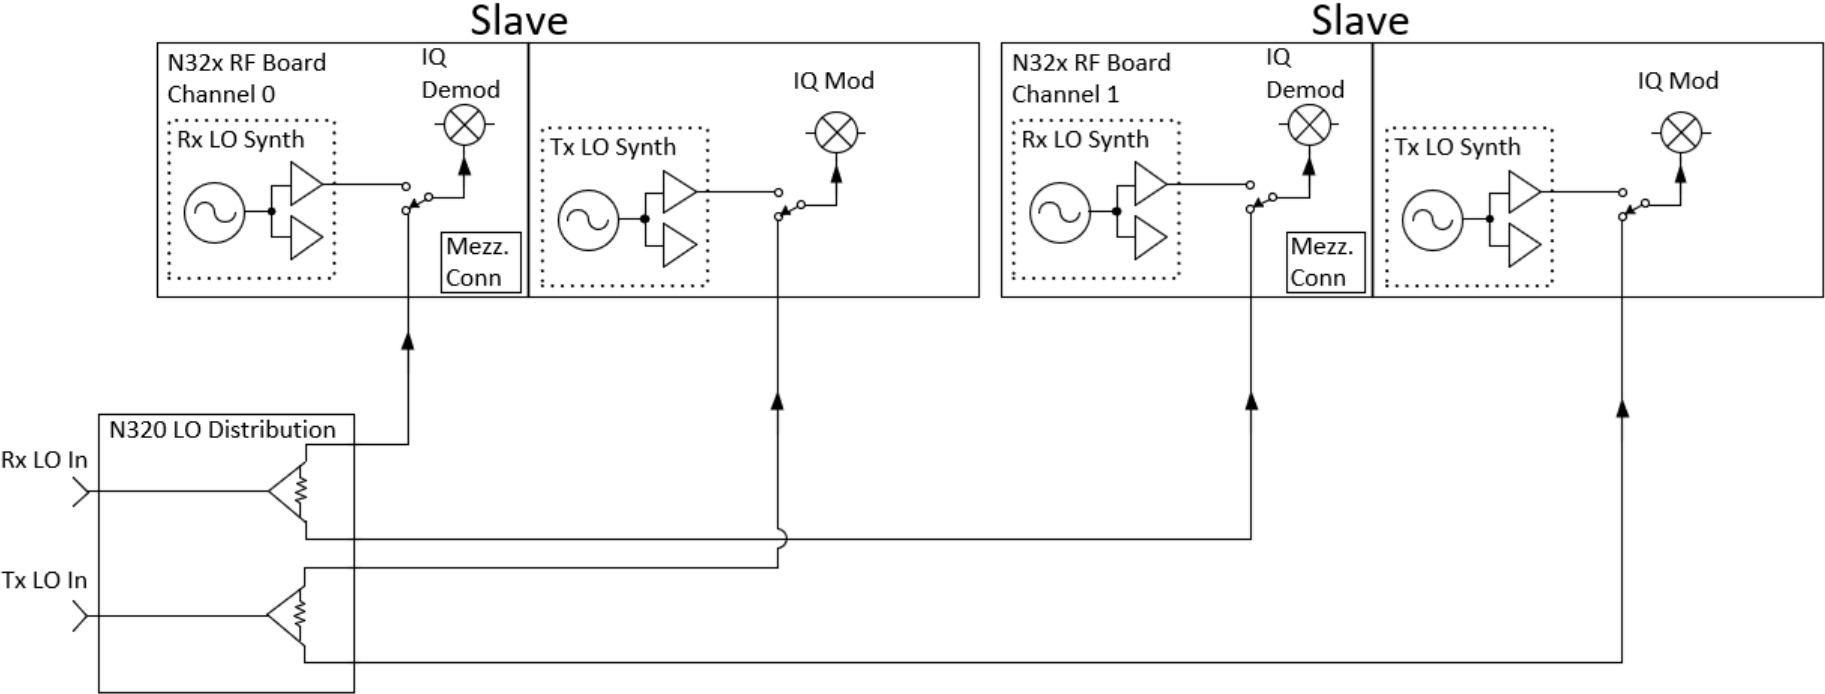 Slave
Slave
N32x RF Board
Channel 0
IQ
Demod
Rx LO Synth
Mezz.
Conn
IQ Mod
Tx LO Synth
N32x RF Board
Channel 1
IQ
Demod
Rx LO Synth
Mezz.
Conn
IQ Mod
Tx LO Synth
N320 LO Distribution
Rx LO In
Tx LO In